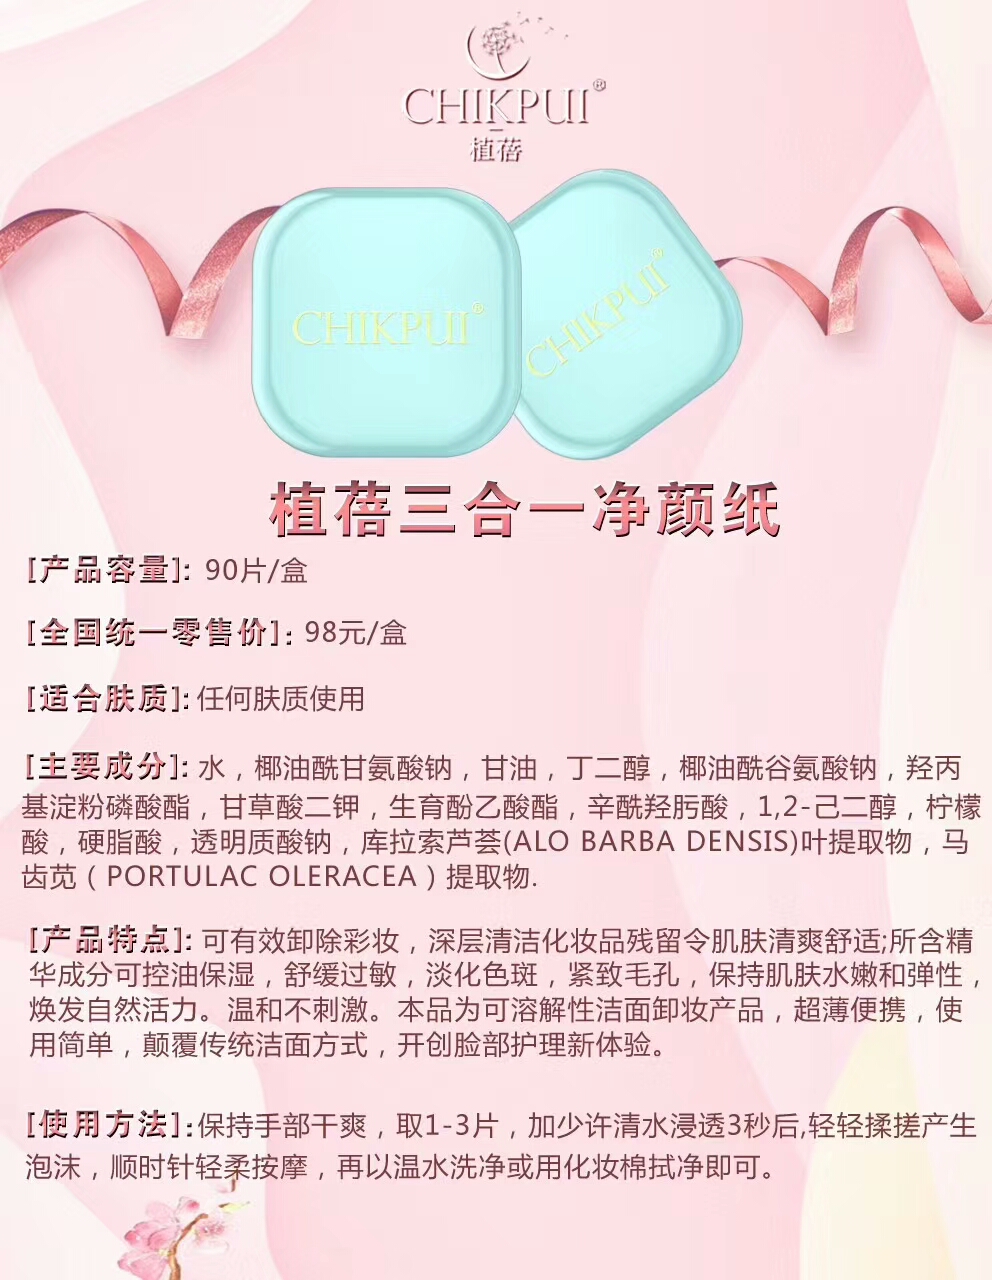 CHIKPUI®
植蓓
CHIKPUI®
CHIKPUI®
植蓓三合一净颜纸
[产品容量]: 90片/盒
[全国统一零售价]: 98元/盒
[适合肤质]: 任何肤质使用
[主要成分]: 水，椰油酰甘氨酸钠，甘油，丁二醇，椰油酰谷氨酸钠，羟丙
基淀粉磷酸酯，甘草酸二钾，生育酚乙酸酯，辛酰羟肟酸，1,2-己二醇，柠檬
酸，硬脂酸，透明质酸钠，库拉索芦荟(ALO BARBA DENSIS)叶提取物，马
齿苋（PORTULAC OLERACEA）提取物.
[产品特点]: 可有效卸除彩妆，深层清洁化妆品残留令肌肤清爽舒适;所含精
华成分可控油保湿，舒缓过敏，淡化色斑，紧致毛孔，保持肌肤水嫩和弹性，
焕发自然活力。温和不刺激。本品为可溶解性洁面卸妆产品，超薄便携，使
用简单，颠覆传统洁面方式，开创脸部护理新体验。
[使用方法]:保持手部干爽，取1-3片，加少许清水浸透3秒后,轻轻揉搓产生
泡沫，顺时针轻柔按摩，再以温水洗净或用化妆棉拭净即可。